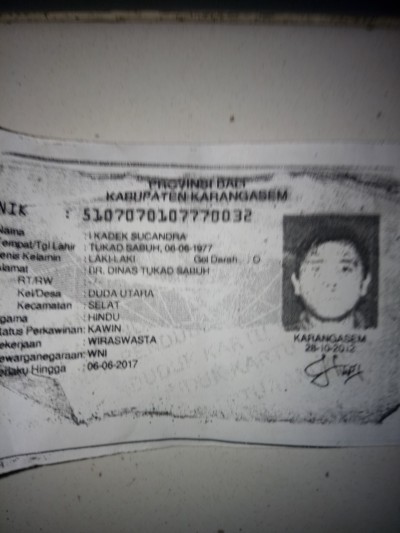 PROVINSI BALI
KABUPATEN KARANGASEM
NIK : 5107070107770032
Nama : I KADEK SUCANDRA
Tempat/Tgl Lahir : TUKAD SABUH, 06-06-1977
Jenis Kelamin : LAKI-LAKI Gol Darah : O
Alamat : BR. DINAS TUKAD SABUH
RT/RW : -/-
Kel/Desa : DUDA UTARA
Kecamatan : SELAT
Agama : HINDU
Status Perkawinan: KAWIN
Pekerjaan : WIRASWASTA
Kewarganegaraan: WNI
Berlaku Hingga : 06-06-2017
KARANGASEM
28-10-2012